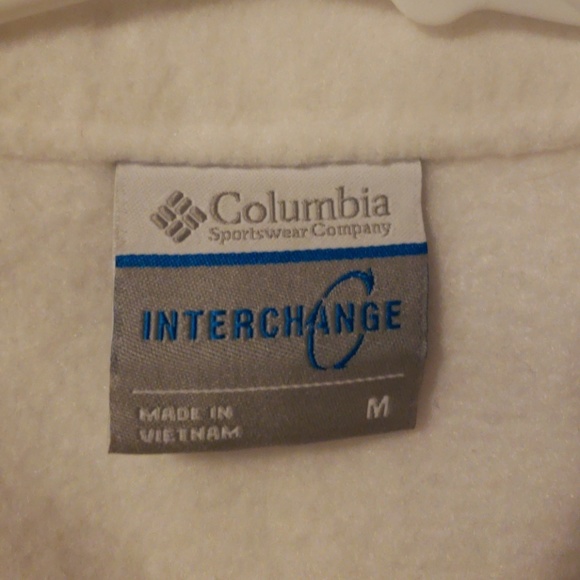 Columbia
Sportswear Company
INTERCHANGE
MADE IN
VIETNAM
M